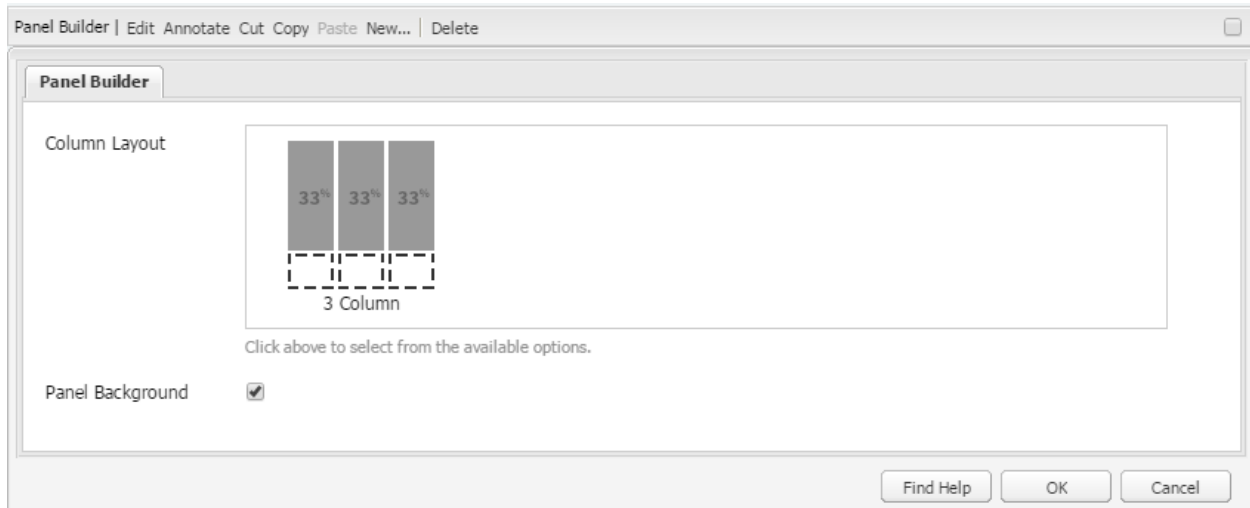 Panel Builder | Edit Annotate Cut Copy Paste New... | Delete
Panel Builder
Column Layout
33% 33% 33%
3 Column
Click above to select from the available options.
Panel Background
Find Help OK Cancel